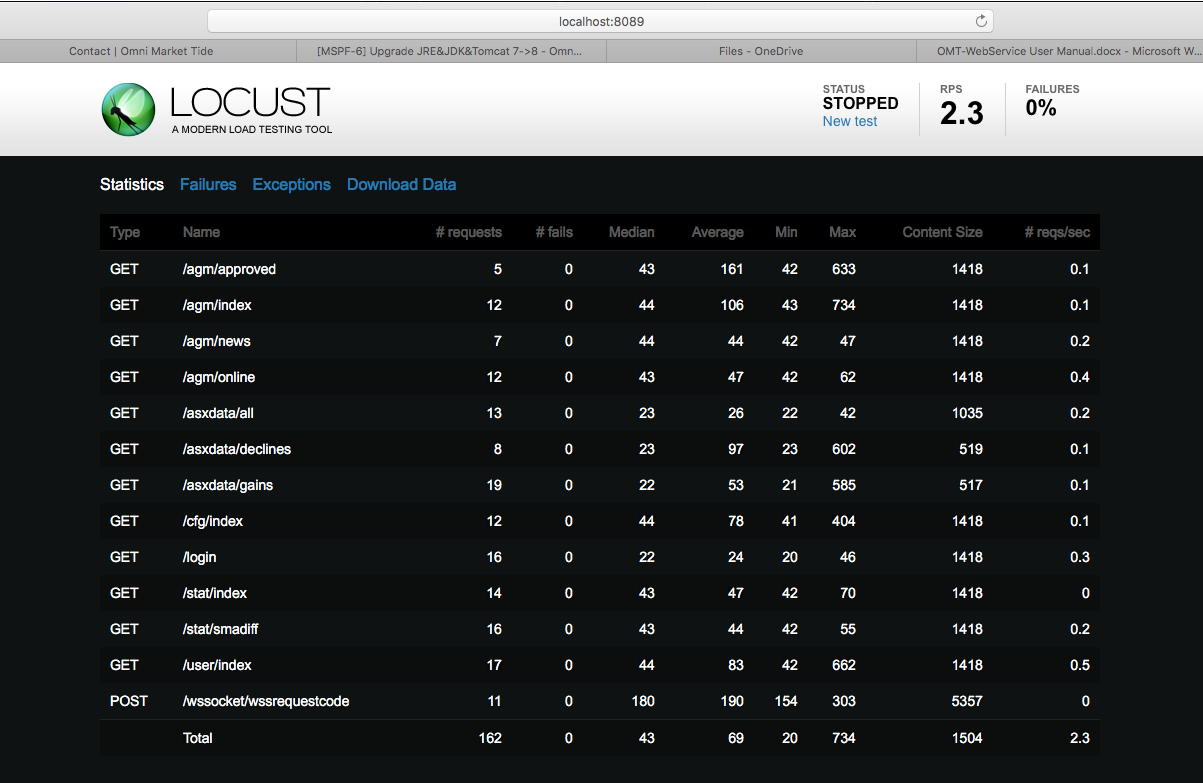 localhost:8089
Contact | Omni Market Tide [MSPF-6] Upgrade JRE&JDK&Tomcat 7->8 - Omn... Files - OneDrive OMT-WebService User Manual.docx - Microsoft W...
LOCUST
A MODERN LOAD TESTING TOOL
STATUS
STOPPED
New test
RPS
2.3
FAILURES
0%
Statistics Failures Exceptions Download Data
Type Name # requests # fails Median Average Min Max Content Size # reqs/sec
GET /agm/approved 5 0 43 161 42 633 1418 0.1
GET /agm/index 12 0 44 106 43 734 1418 0.1
GET /agm/news 7 0 44 44 42 47 1418 0.2
GET /agm/online 12 0 43 47 42 62 1418 0.4
GET /asxdata/all 13 0 23 26 22 42 1035 0.2
GET /asxdata/declines 8 0 23 97 23 602 519 0.1
GET /asxdata/gains 19 0 22 53 21 585 517 0.1
GET /cfg/index 12 0 44 78 41 404 1418 0.1
GET /login 16 0 22 24 20 46 1418 0.3
GET /stat/index 14 0 43 47 42 70 1418 0
GET /stat/smadiff 16 0 43 44 42 55 1418 0.2
GET /user/index 17 0 44 83 42 662 1418 0.5
POST /wssocket/wssrequestcode 11 0 180 190 154 303 5357 0
Total 162 0 43 69 20 734 1504 2.3